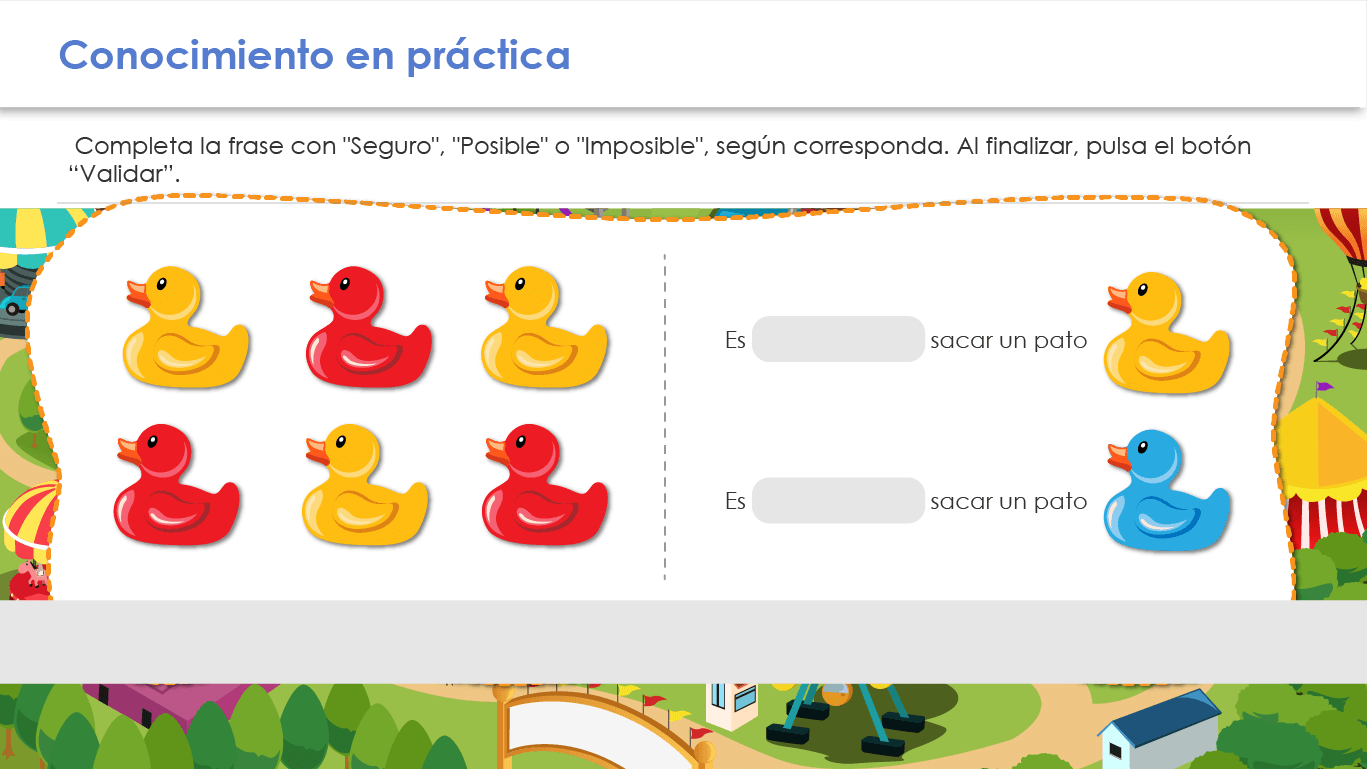 Conocimiento en práctica
Completa la frase con "Seguro", "Posible" o "Imposible", según corresponda. Al finalizar, pulsa el botón
“Validar”.
Es sacar un pato
Es sacar un pato